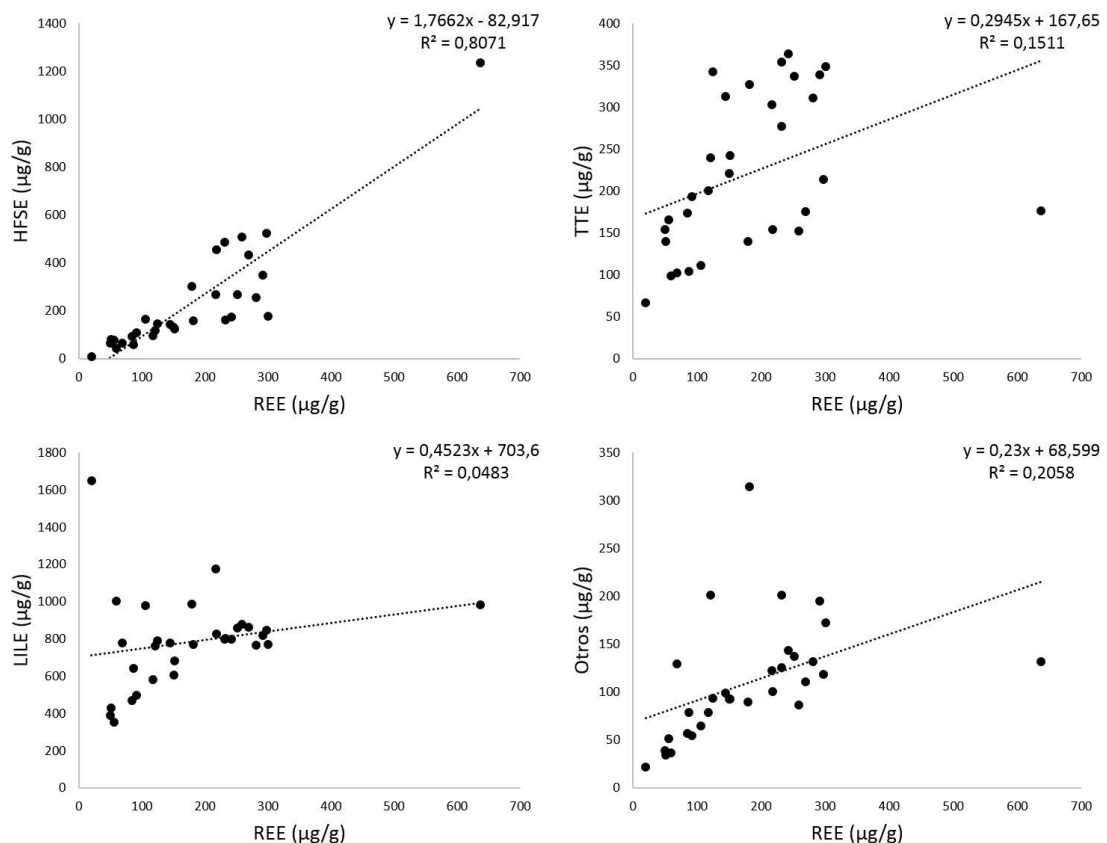 y = 1,7662x - 82,917
R² = 0,8071
1400
1200
1000
800
600
400
200
0
HFSE (µg/g)
0 100 200 300 400 500 600 700
REE (µg/g)
y = 0,2945x + 167,65
R² = 0,1511
400
350
300
250
200
150
100
50
0
TTE (µg/g)
0 100 200 300 400 500 600 700
REE (µg/g)
y = 0,4523x + 703,6
R² = 0,0483
1800
1600
1400
1200
1000
800
600
400
200
0
LILE (µg/g)
0 100 200 300 400 500 600 700
REE (µg/g)
y = 0,23x + 68,599
R² = 0,2058
350
300
250
200
150
100
50
0
Otros (µg/g)
0 100 200 300 400 500 600 700
REE (µg/g)